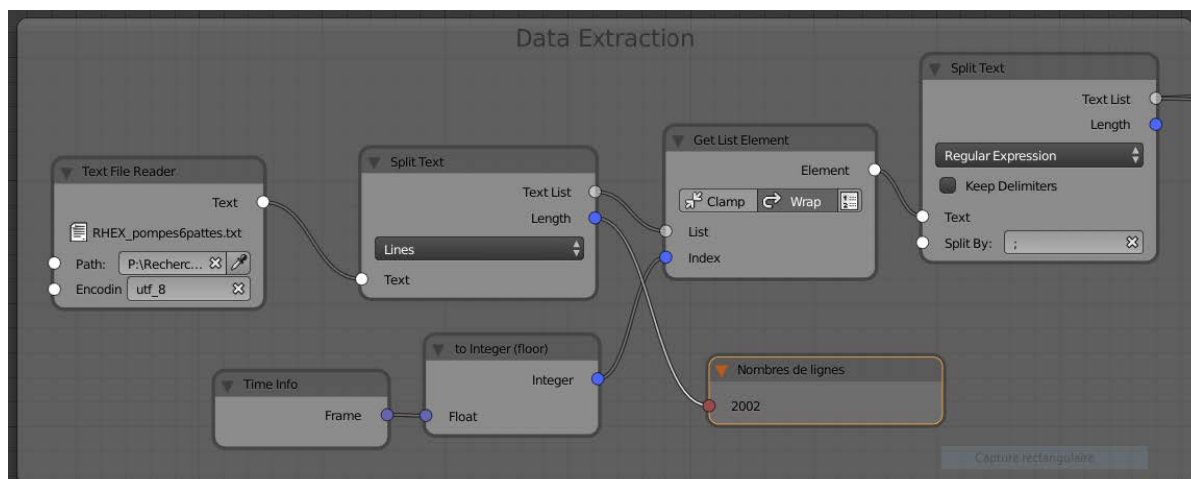 Data Extraction
Text File Reader
Text
RHEX_pompes6pattes.txt
Path: P:\Recherc...
Encodin utf_8
Split Text
Text List
Length
Lines
Text
Time Info
Frame
to Integer (floor)
Integer
Float
Get List Element
Element
Clamp Wrap
List
Index
Nombres de lignes
2002
Split Text
Text List
Length
Regular Expression
Keep Delimiters
Text
Split By: ;
Capture rectangulaire